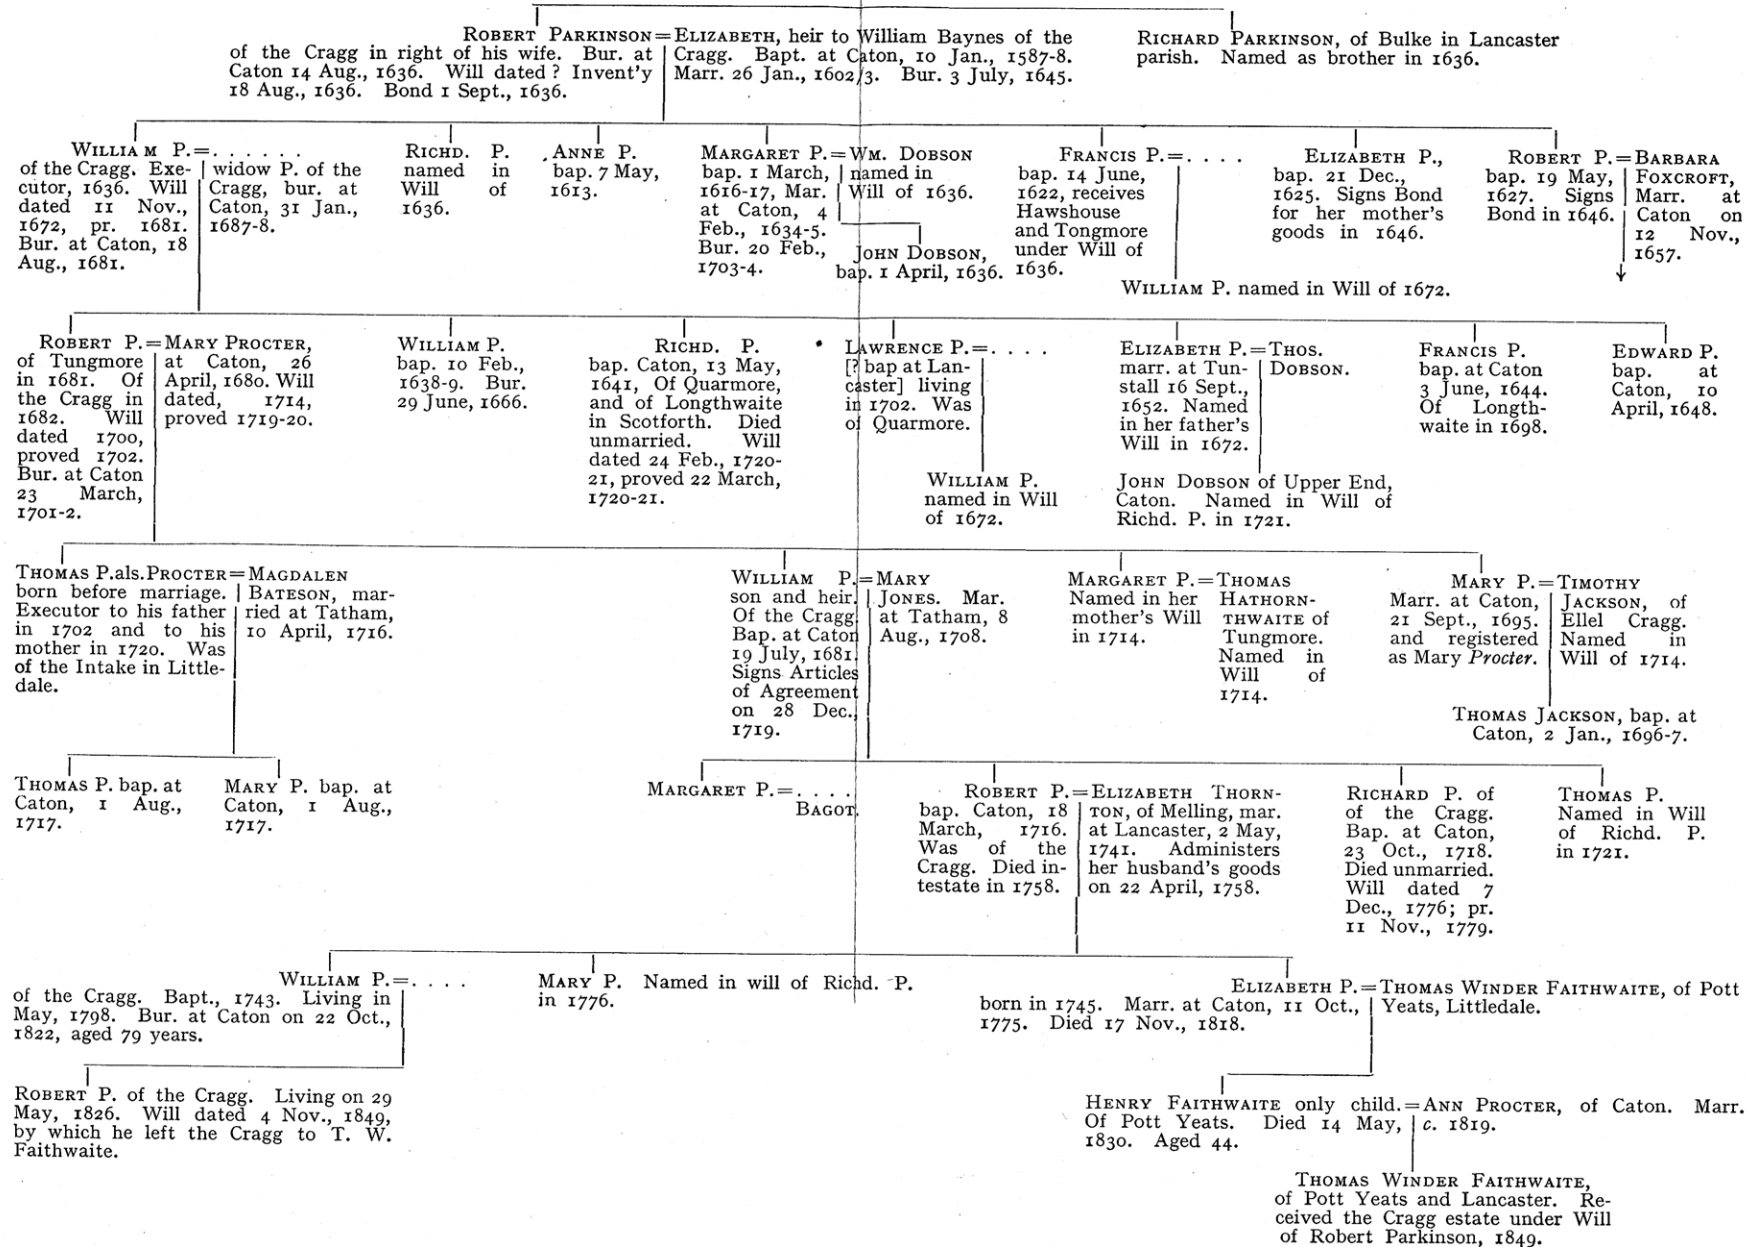 ROBERT PARKINSON=ELIZABETH, heir to William Baynes of the
of the Cragg in right of his wife. Bur. at
Caton 14 Aug., 1636. Will dated ? Invent'y
18 Aug., 1636. Bond 1 Sept., 1636.
Cragg. Bapt. at Caton, 10 Jan., 1587-8.
Marr. 26 Jan., 1602/3. Bur. 3 July, 1645.
RICHARD PARKINSON, of Bulke in Lancaster
parish. Named as brother in 1636.
WILLIAM P.=. . . . . .
of the Cragg. Exe-
cutor, 1636. Will
dated 11 Nov.,
1672, pr. 1681.
Bur. at Caton, 18
Aug., 1681.
widow P. of the
Cragg, bur. at
Caton, 31 Jan.,
1687-8.
RICHD. P.
named in
Will of
1636.
ANNE P.
bap. 7 May,
1613.
MARGARET P.=WM. DOBSON
bap. 1 March,
1616-17, Mar.
at Caton, 4
Feb., 1634-5.
Bur. 20 Feb.,
1703-4.
named in
Will of 1636.
JOHN DOBSON,
bap. 1 April, 1636.
FRANCIS P.=. . . .
bap. 14 June,
1622, receives
Hawshouse
and Tongmore
under Will of
1636.
WILLIAM P. named in Will of 1672.
ELIZABETH P.,
bap. 21 Dec.,
1625. Signs Bond
for her mother's
goods in 1646.
ROBERT P.=BARBARA
bap. 19 May,
1627. Signs
Bond in 1646.
FOXCROFT,
Marr. at
Caton on
12 Nov.,
1657.
ROBERT P.=MARY PROCTER,
of Tungmore
in 1681. Of
the Cragg in
1682. Will
dated 1700,
proved 1702.
Bur. at Caton
23 March,
1701-2.
at Caton, 26
April, 1680. Will
dated, 1714,
proved 1719-20.
WILLIAM P.
bap. 10 Feb.,
1638-9. Bur.
29 June, 1666.
RICHD. P.
bap. Caton, 13 May,
1641, Of Quarmore,
and of Longthwaite
in Scotforth. Died
unmarried. Will
dated 24 Feb., 1720-
21, proved 22 March,
1720-21.
LAWRENCE P.=. . . .
[? bap at Lan-
caster] living
in 1702. Was
of Quarmore.
WILLIAM P.
named in Will
of 1672.
ELIZABETH P.=THOS.
marr. at Tun-
stall 16 Sept.,
1652. Named
in her father's
Will in 1672.
DOBSON.
JOHN DOBSON of Upper End,
Caton. Named in Will of
Richd. P. in 1721.
FRANCIS P.
bap. at Caton
3 June, 1644.
Of Longth-
waite in 1698.
EDWARD P.
bap. at
Caton, 10
April, 1648.
THOMAS P.als.PROCTER=MAGDALEN
born before marriage.
Executor to his father
in 1702 and to his
mother in 1720. Was
of the Intake in Little-
dale.
BATESON, mar-
ried at Tatham,
10 April, 1716.
WILLIAM P.=MARY
son and heir.
Of the Cragg
Bap. at Caton
19 July, 1681.
Signs Articles
of Agreement
on 28 Dec.,
1719.
JONES. Mar.
at Tatham, 8
Aug., 1708.
MARGARET P.=THOMAS
Named in her
mother's Will
in 1714.
HATHORN-
THWAITE of
Tungmore.
Named in
Will of
1714.
MARY P.=TIMOTHY
Marr. at Caton,
21 Sept., 1695.
and registered
as Mary Procter.
JACKSON, of
Ellel Cragg.
Named in
Will of 1714.
THOMAS JACKSON, bap. at
Caton, 2 Jan., 1696-7.
THOMAS P. bap. at
Caton, 1 Aug.,
1717.
MARY P. bap. at
Caton, 1 Aug.,
1717.
MARGARET P.=. . . .
BAGOT.
ROBERT P.=ELIZABETH THORN-
bap. Caton, 18
March, 1716.
Was of the
Cragg. Died in-
testate in 1758.
TON, of Melling, mar.
at Lancaster, 2 May,
1741. Administers
her husband's goods
on 22 April, 1758.
RICHARD P. of
of the Cragg.
Bap. at Caton,
23 Oct., 1718.
Died unmarried.
Will dated 7
Dec., 1776; pr.
11 Nov., 1779.
THOMAS P.
Named in Will
of Richd. P.
in 1721.
WILLIAM P.=. . . .
of the Cragg. Bapt., 1743. Living in
May, 1798. Bur. at Caton on 22 Oct.,
1822, aged 79 years.
MARY P. Named in will of Richd. P.
in 1776.
ELIZABETH P.=THOMAS WINDER FAITHWAITE, of Pott
born in 1745. Marr. at Caton, 11 Oct.,
1775. Died 17 Nov., 1818.
Yeats, Littledale.
ROBERT P. of the Cragg. Living on 29
May, 1826. Will dated 4 Nov., 1849,
by which he left the Cragg to T. W.
Faithwaite.
HENRY FAITHWAITE only child.=ANN PROCTER, of Caton. Marr.
Of Pott Yeats. Died 14 May,
1830. Aged 44.
c. 1819.
THOMAS WINDER FAITHWAITE,
of Pott Yeats and Lancaster. Re-
ceived the Cragg estate under Will
of Robert Parkinson, 1849.